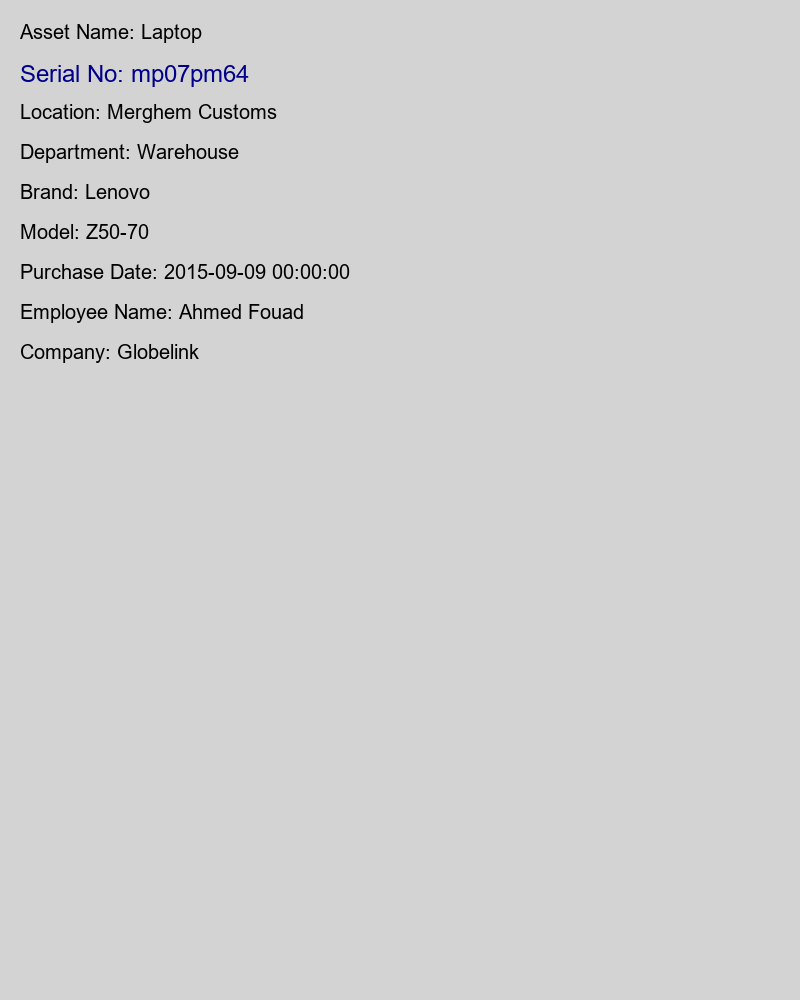 Asset Name: Laptop
Serial No: mp07pm64
Location: Merghem Customs
Department: Warehouse
Brand: Lenovo
Model: Z50-70
Purchase Date: 2015-09-09 00:00:00
Employee Name: Ahmed Fouad
Company: Globelink